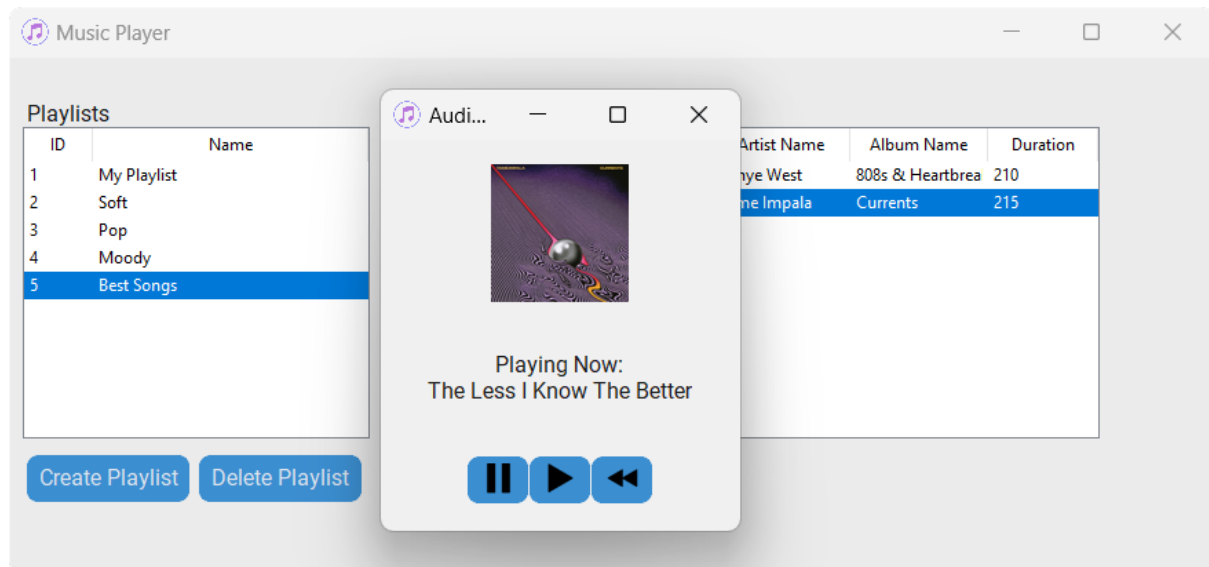 Music Player
Playlists
ID Name
1 My Playlist
2 Soft
3 Pop
4 Moody
5 Best Songs
Create Playlist Delete Playlist
Audi...
Playing Now:
The Less I Know The Better
Artist Name Album Name Duration
West 808s & Heartbrea 210
Impala Currents 215